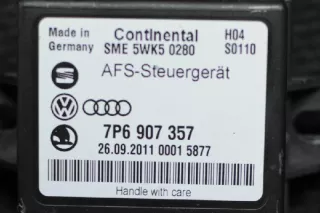 Made in Continental H04
Germany SME 5WK5 0280 S0110
AFS-Steuergerät
7P6 907 357
26.09.2011 0001 5877
Handle with care